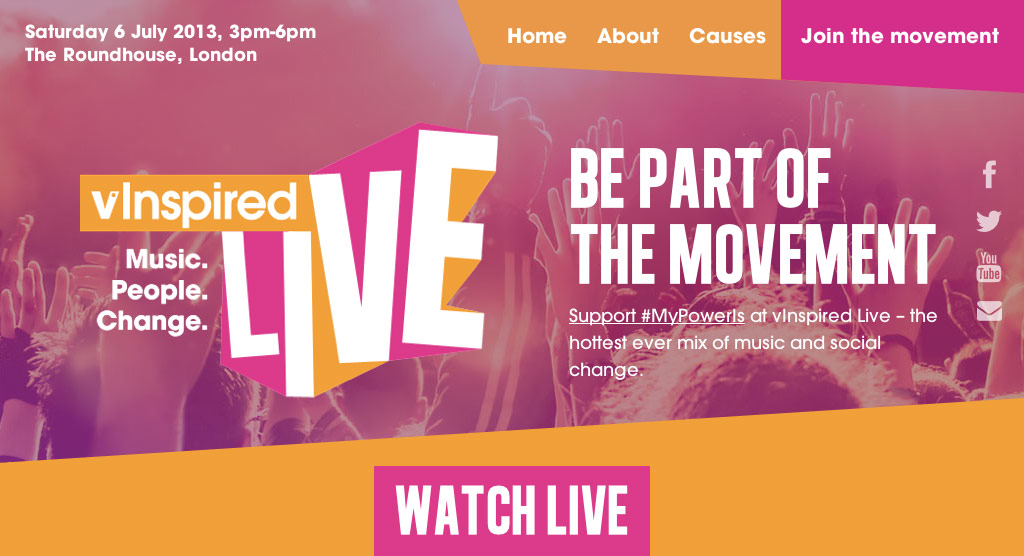 Saturday 6 July 2013, 3pm-6pm
The Roundhouse, London
Home About Causes Join the movement
vInspired
LIVE
Music.
People.
Change.
BE PART OF
THE MOVEMENT
Support #MyPowerIs at vInspired Live – the
hottest ever mix of music and social
change.
You
Tube
WATCH LIVE